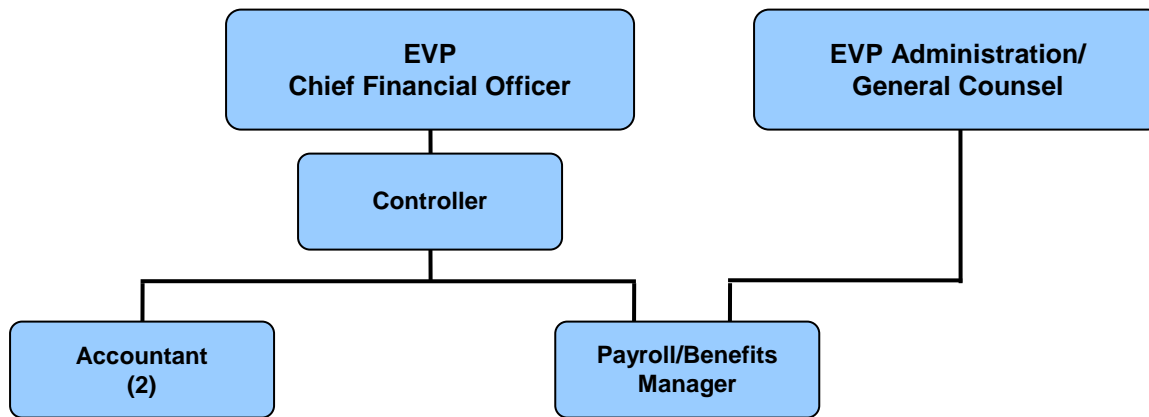 EVP
Chief Financial Officer
EVP Administration/
General Counsel
Controller
Accountant
(2)
Payroll/Benefits
Manager